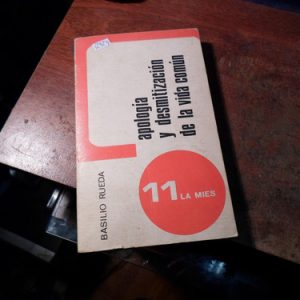 apología
y desmitización
de la vida común
11 LA MIES
BASILIO RUEDA